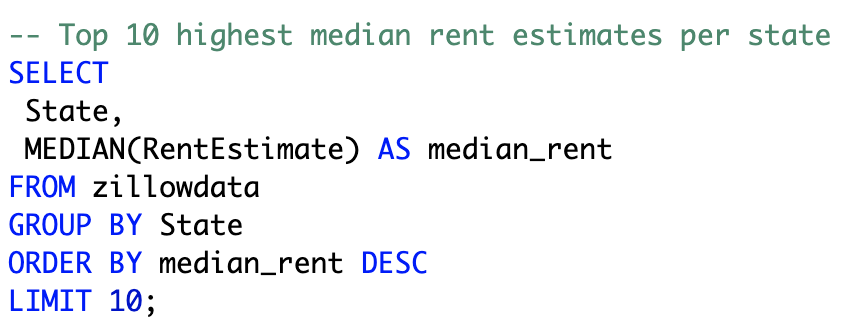 -- Top 10 highest median rent estimates per state
SELECT
 State,
 MEDIAN(RentEstimate) AS median_rent
FROM zillowdata
GROUP BY State
ORDER BY median_rent DESC
LIMIT 10;